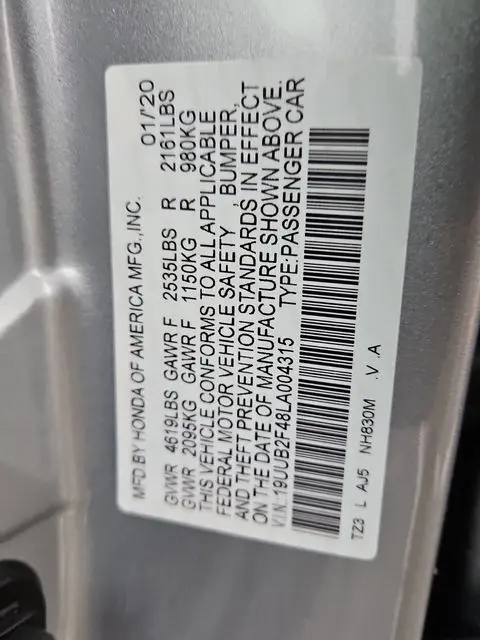 MFD BY HONDA OF AMERICA MFG.,INC. 01/'20
GVWR 4619LBS GAWR F 2535LBS R 2161LBS
GVWR 2095KG GAWR F 1150KG R 980KG
THIS VEHICLE CONFORMS TO ALL APPLICABLE
FEDERAL MOTOR VEHICLE SAFETY, BUMPER,
AND THEFT PREVENTION STANDARDS IN EFFECT
ON THE DATE OF MANUFACTURE SHOWN ABOVE.
V.I.N.:19UUB2F48LA004315 TYPE:PASSENGER CAR
TZ3 L AJ5 NH830M .V .A